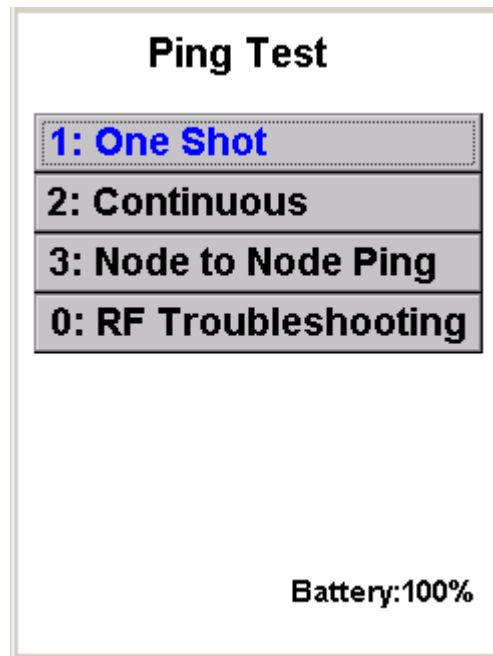 Ping Test
1: One Shot
2: Continuous
3: Node to Node Ping
0: RF Troubleshooting
Battery:100%